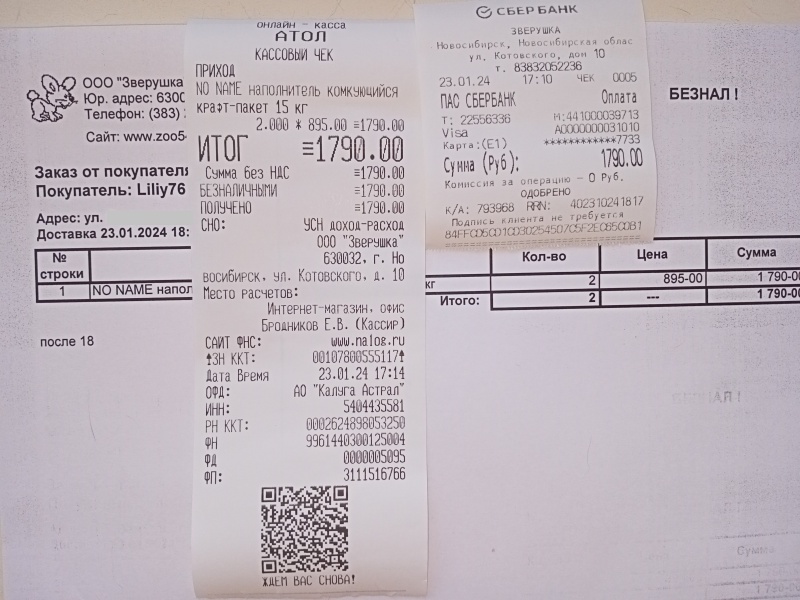 онлайн - касса
АТОЛ
КАССОВЫЙ ЧЕК
ПРИХОД
NO NAME наполнитель комкующийся
крафт-пакет 15 кг
2.000 * 895.00 ≡1790.00
ИТОГ ≡1790.00
Сумма без НДС ≡1790.00
БЕЗНАЛИЧНЫМИ ≡1790.00
ПОЛУЧЕНО ≡1790.00
СНО: УСН доход-расход
ООО "Зверушка"
630032, г. Но
восибирск, ул. Котовского, д. 10
Место расчетов:
Интернет-магазин, офис
Бродников Е.В. (Кассир)
САЙТ ФНС: www.nalog.ru
ЗН ККТ: 00107800555117
Дата Время 23.01.24 17:14
ОФД: АО "Калуга Астрал"
ИНН: 5404435581
РН ККТ: 0002624898053250
ФН 9961440300125004
ФД 0000005095
ФП: 3111516766
ЖДЕМ ВАС СНОВА!
СБЕРБАНК
ЗВЕРУШКА
Новосибирск, Новосибирская облас
ул. Котовского, дом 10
т. 83832052236
23.01.24 17:10 ЧЕК 0005
ПАО СБЕРБАНК Оплата
Т: 22556336 М:441000039713
Visa A0000000031010
Карта:(E1) ************7733
Сумма (Руб): 1790.00
Комиссия за операцию - 0 Руб.
ОДОБРЕНО
К/А: 793968 RRN: 402310241817
Подпись клиента не требуется
ООО "Зверушка
Юр. адрес: 630
Телефон: (383)
Сайт: www.zoo5
БЕЗНАЛ !
Заказ от покупателя
Покупатель: Liliy76
Адрес: ул.
Доставка 23.01.2024 18:
№ строки Кол-во Цена Сумма
1 NO NAME напол кг 2 895-00 1 790-0
Итого: 2 --- 1 790-0
после 18